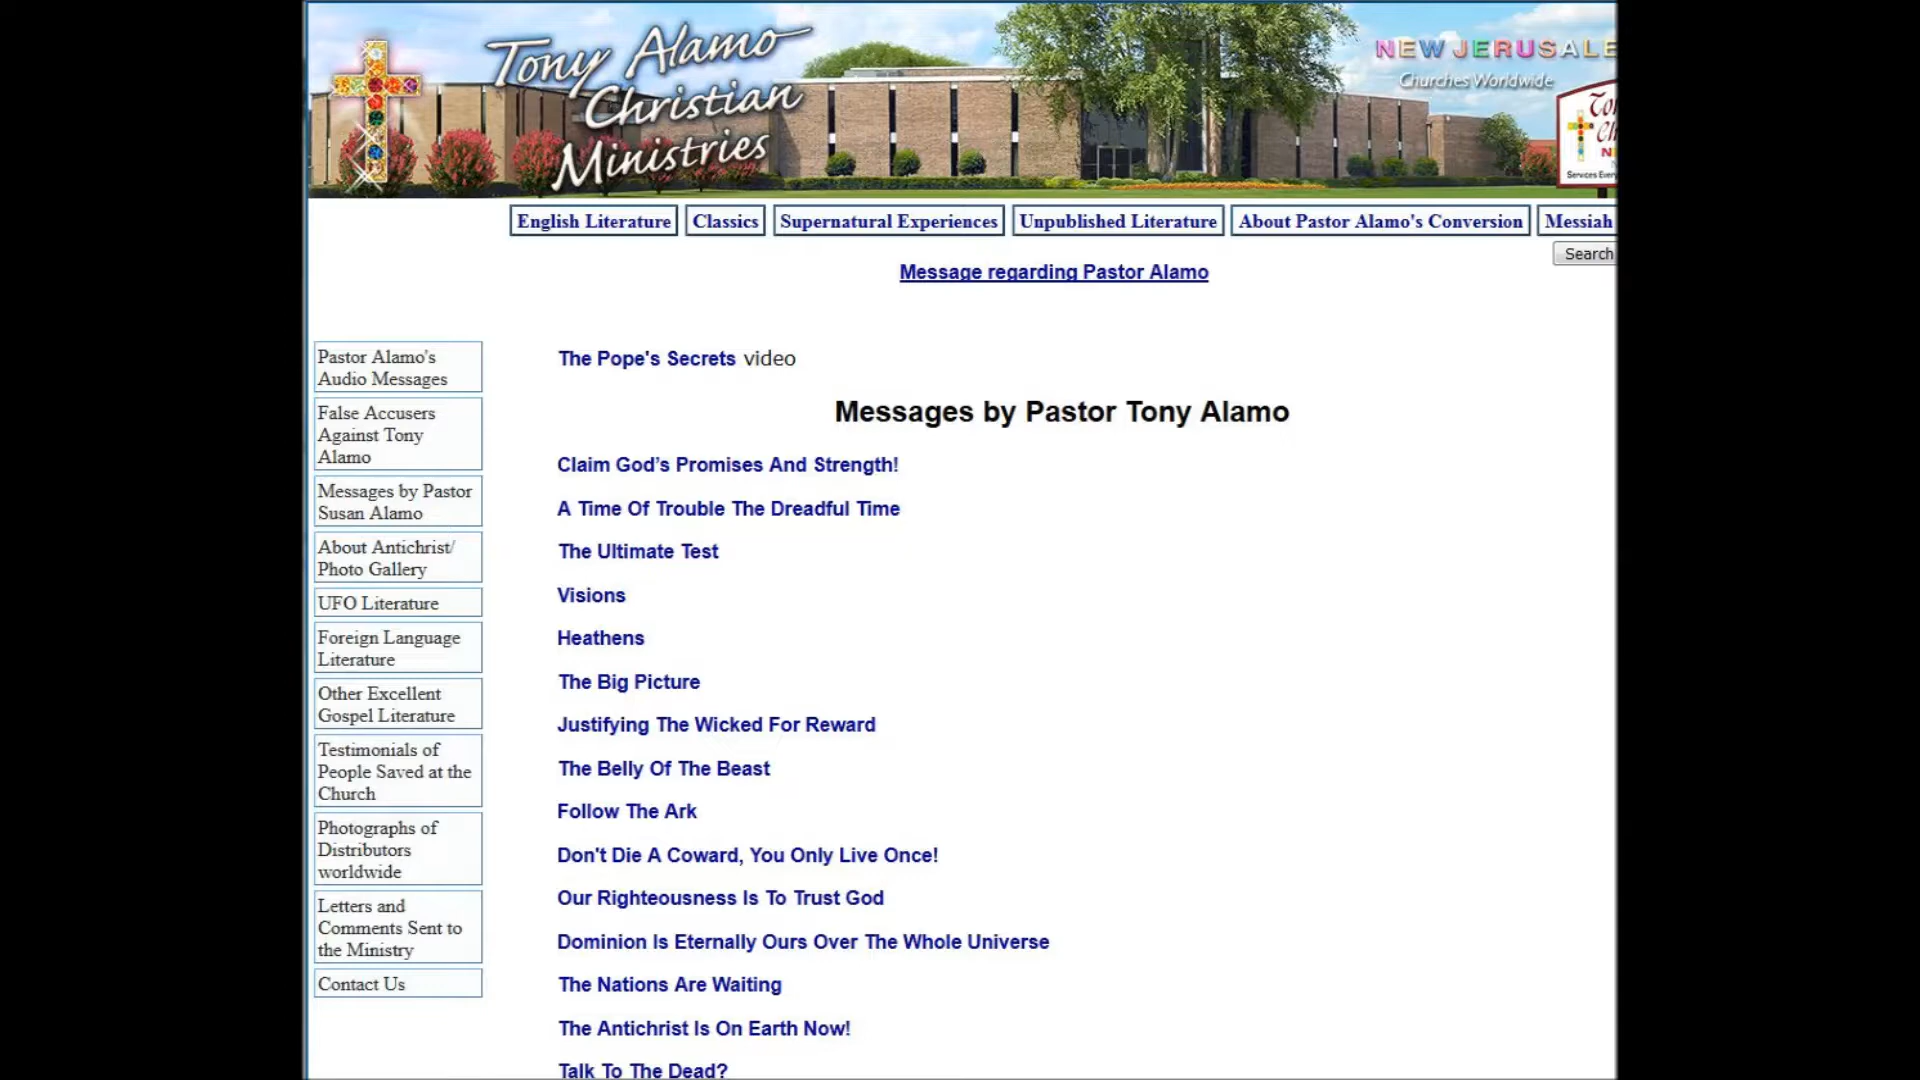 Tony Alamo
Christian
Ministries
NEW JERUSALE
Churches Worldwide
English Literature
Classics
Supernatural Experiences
Unpublished Literature
About Pastor Alamo's Conversion
Messiah
Search
Message regarding Pastor Alamo
Pastor Alamo's
Audio Messages
False Accusers
Against Tony
Alamo
Messages by Pastor
Susan Alamo
About Antichrist/
Photo Gallery
UFO Literature
Foreign Language
Literature
Other Excellent
Gospel Literature
Testimonials of
People Saved at the
Church
Photographs of
Distributors
worldwide
Letters and
Comments Sent to
the Ministry
Contact Us
The Pope's Secrets video
Messages by Pastor Tony Alamo
Claim God’s Promises And Strength!
A Time Of Trouble The Dreadful Time
The Ultimate Test
Visions
Heathens
The Big Picture
Justifying The Wicked For Reward
The Belly Of The Beast
Follow The Ark
Don't Die A Coward, You Only Live Once!
Our Righteousness Is To Trust God
Dominion Is Eternally Ours Over The Whole Universe
The Nations Are Waiting
The Antichrist Is On Earth Now!
Talk To The Dead?